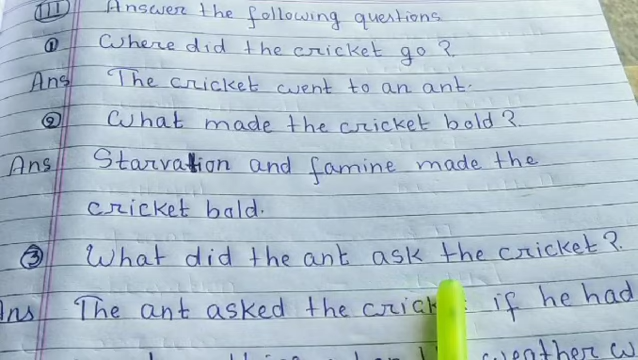 III Answer the following questions
① Where did the cricket go?
Ans The cricket went to an ant.
② What made the cricket bold?
Ans Starvation and famine made the
cricket bold.
③ What did the ant ask the cricket?
Ans The ant asked the if he had
weather